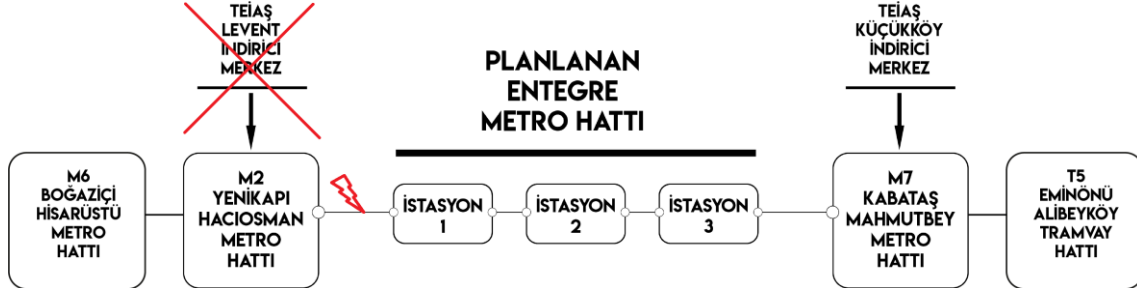 TEİAŞ
LEVENT
İNDİRİCİ
MERKEZ
PLANLANAN
ENTEGRE
METRO HATTI
TEİAŞ
KÜÇÜKKÖY
İNDİRİCİ
MERKEZ
M6
BOĞAZİÇİ
HİSARÜSTÜ
METRO
HATTI
M2
YENİKAPI
HACIOSMAN
METRO
HATTI
İSTASYON
1
İSTASYON
2
İSTASYON
3
M7
KABATAŞ
MAHMUTBEY
METRO
HATTI
T5
EMİNÖNÜ
ALİBEYKÖY
TRAMVAY
HATTI